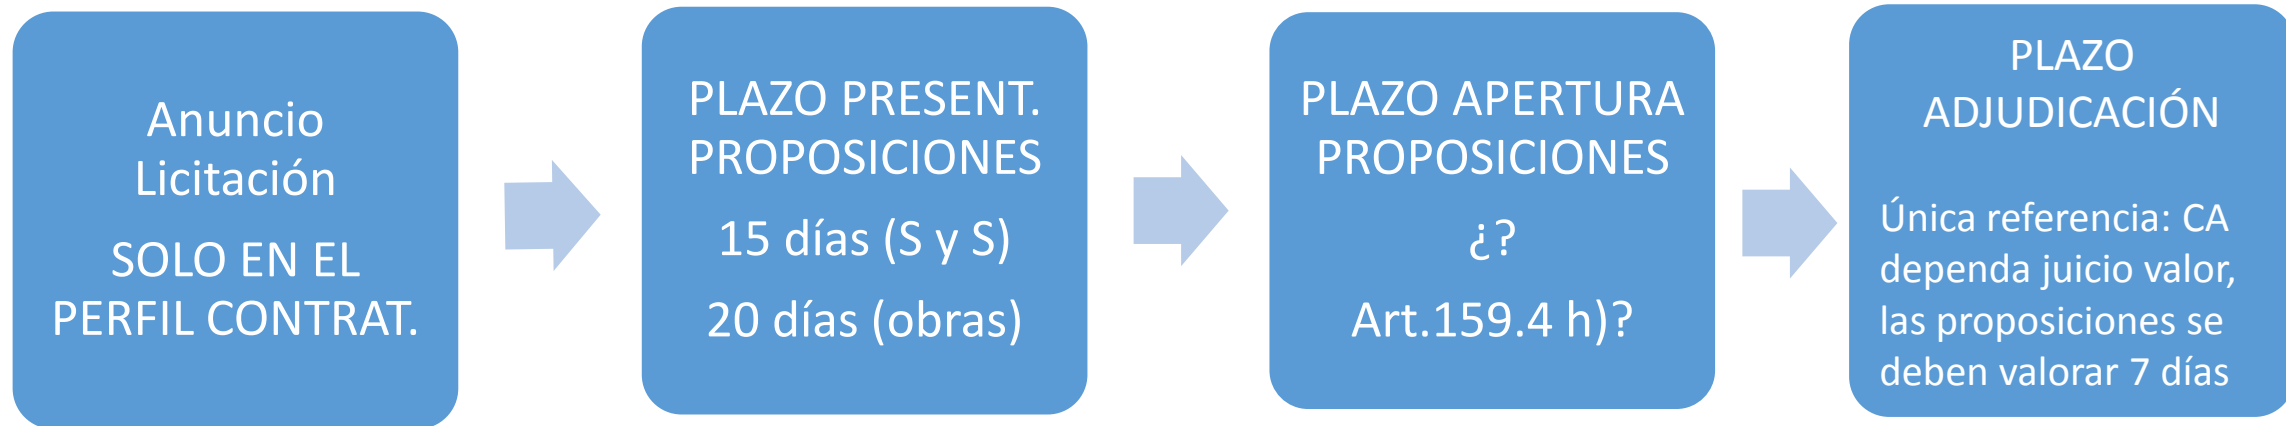 Anuncio
Licitación
SOLO EN EL
PERFIL CONTRAT.
PLAZO PRESENT.
PROPOSICIONES
15 días (S y S)
20 días (obras)
PLAZO APERTURA
PROPOSICIONES
¿?
Art.159.4 h)?
PLAZO
ADJUDICACIÓN
Única referencia: CA
dependa juicio valor,
las proposiciones se
deben valorar 7 días